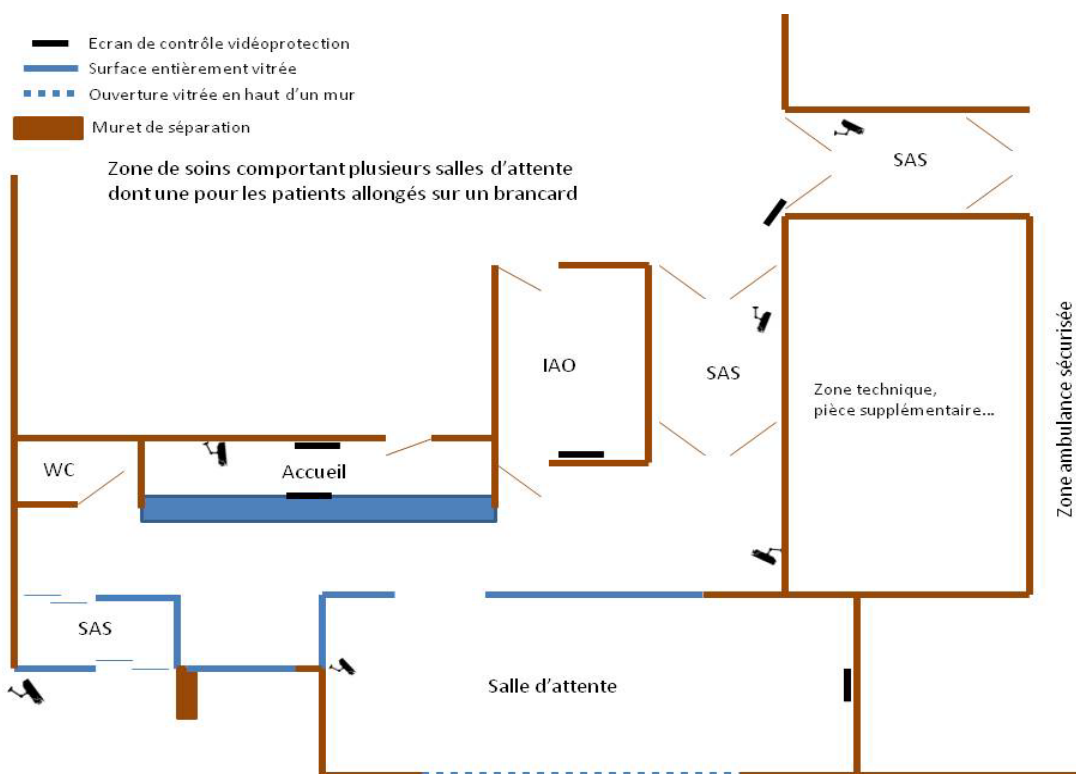 Ecran de contrôle vidéoprotection
Surface entièrement vitrée
Ouverture vitrée en haut d'un mur
Muret de séparation
Zone de soins comportant plusieurs salles d'attente
dont une pour les patients allongés sur un brancard
SAS
IAO
SAS
Zone technique,
pièce supplémentaire...
Zone ambulance sécurisée
WC
Accueil
SAS
Salle d'attente